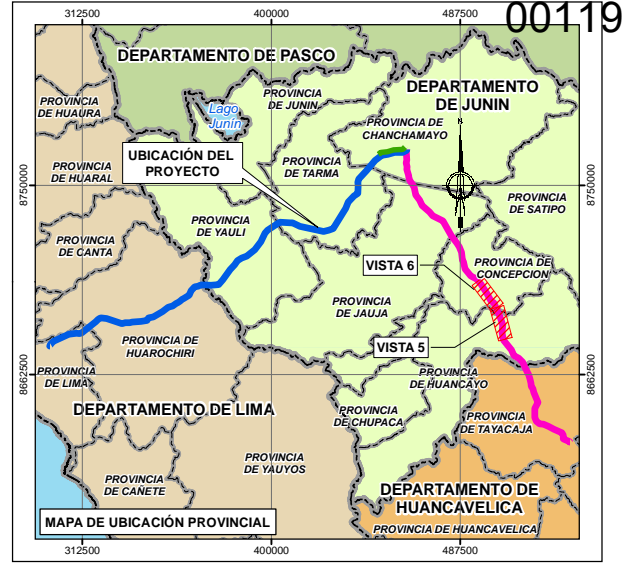 00119
312500
400000
487500
DEPARTAMENTO DE PASCO
DEPARTAMENTO
DE JUNIN
PROVINCIA
DE JUNIN
PROVINCIA
DE HUAURA
Lago
Junín
PROVINCIA DE
CHANCHAMAYO
N
UBICACIÓN DEL
PROYECTO
PROVINCIA
DE TARMA
PROVINCIA
DE HUARAL
8750000
8750000
PROVINCIA
DE SATIPO
PROVINCIA
DE YAULI
PROVINCIA
DE CANTA
VISTA 6
PROVINCIA DE
CONCEPCION
PROVINCIA
DE JAUJA
PROVINCIA DE
HUAROCHIRI
VISTA 5
8662500
8662500
PROVINCIA
DE LIMA
PROVINCIA
DE HUANCAYO
DEPARTAMENTO DE LIMA
PROVINCIA
DE CHUPACA
PROVINCIA
DE TAYACAJA
PROVINCIA
DE YAUYOS
PROVINCIA
DE CAÑETE
DEPARTAMENTO DE
HUANCAVELICA
MAPA DE UBICACIÓN PROVINCIAL
PROVINCIA DE HUANCAVELICA
312500
400000
487500